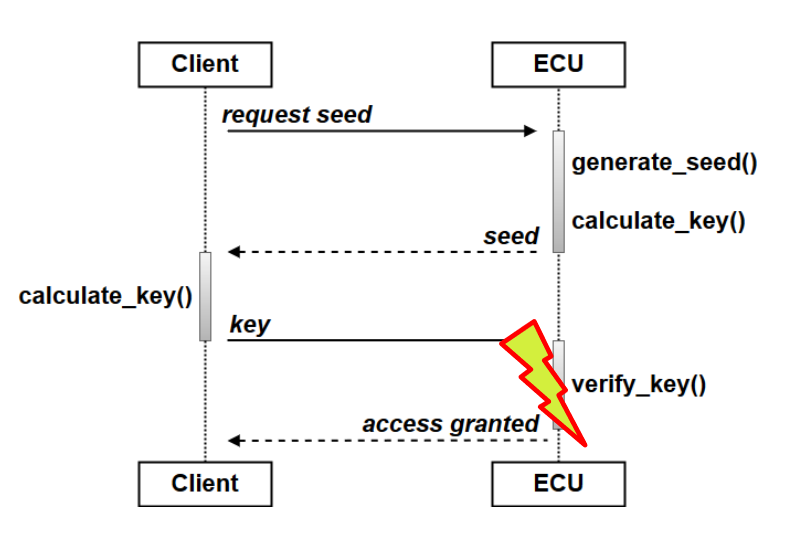 Client
ECU
request seed
generate_seed()
calculate_key()
seed
calculate_key()
key
verify_key()
access granted
Client
ECU